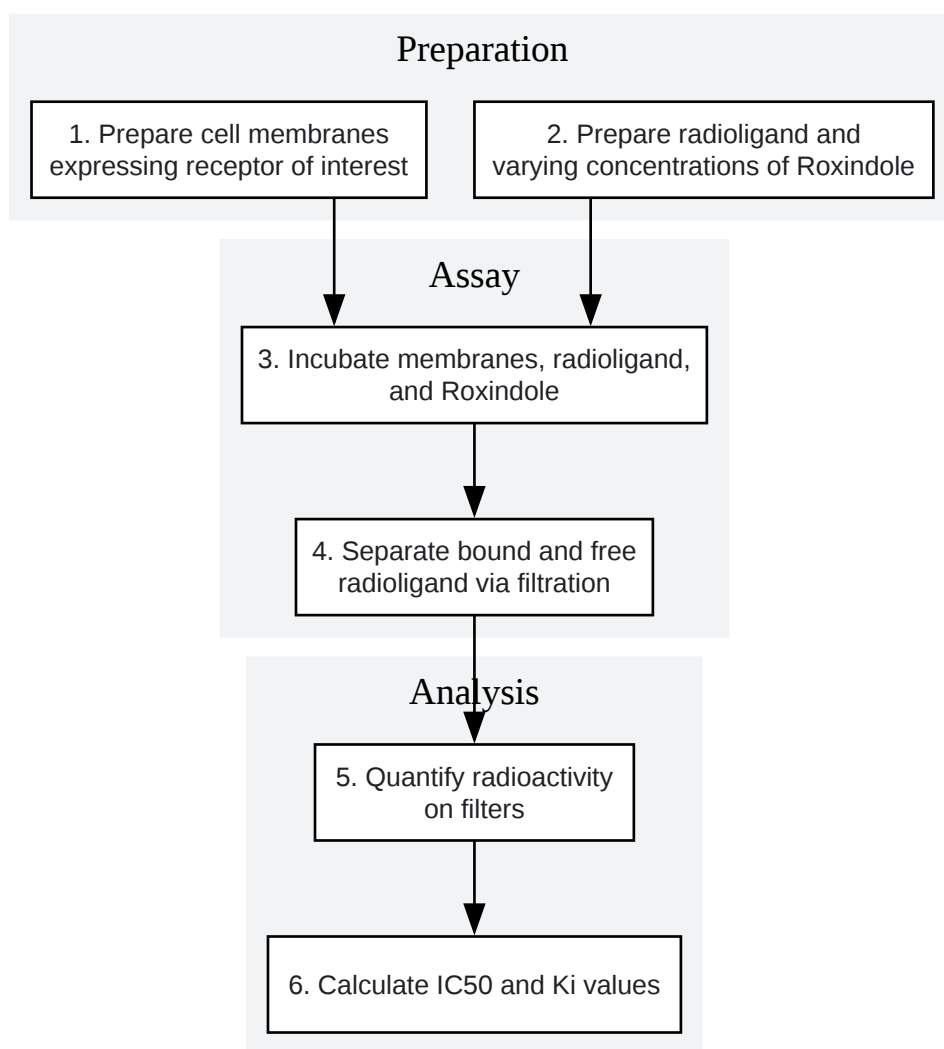 Preparation
1. Prepare cell membranes
expressing receptor of interest
2. Prepare radioligand and
varying concentrations of Roxindole
Assay
3. Incubate membranes, radioligand,
and Roxindole
4. Separate bound and free
radioligand via filtration
Analysis
5. Quantify radioactivity
on filters
6. Calculate IC50 and Ki values